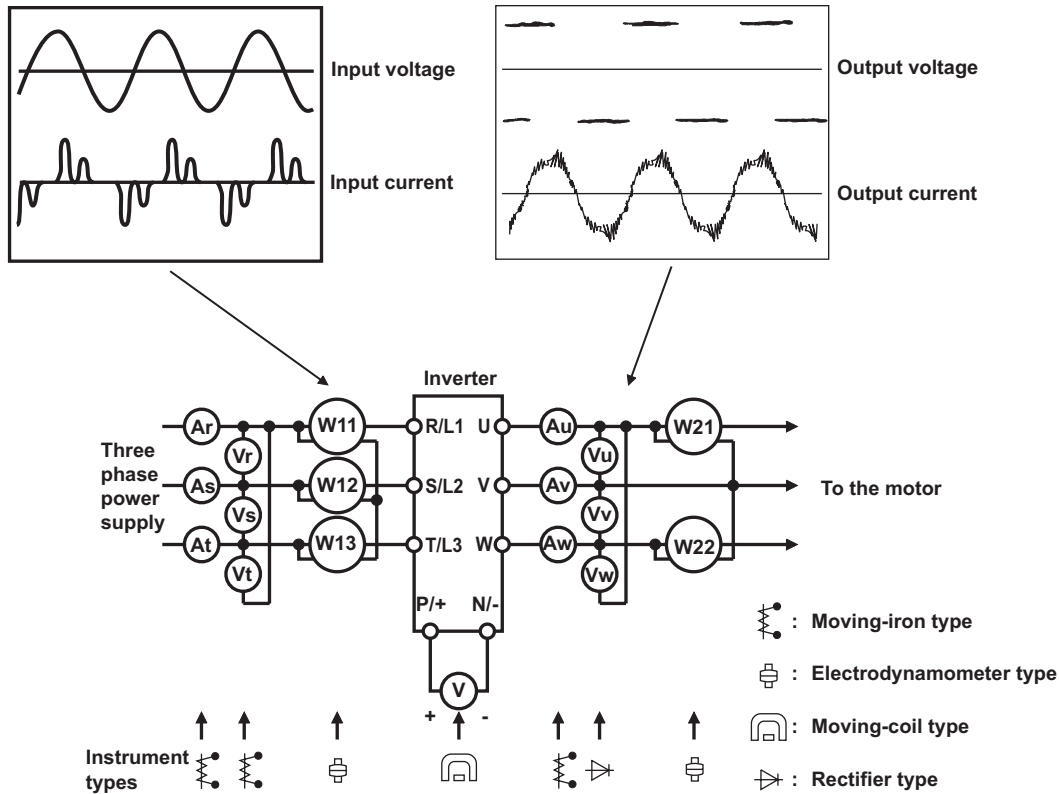 Input voltage
Input current
Output voltage
Output current
Inverter
Ar
W11
R/L1
U
Au
W21
Vr
Vu
Three
phase
power
supply
As
W12
S/L2
V
Av
To the motor
Vs
Vv
At
W13
T/L3
W
Aw
W22
Vt
Vw
P/+
N/-
V
+
-
: Moving-iron type
: Electrodynamometer type
: Moving-coil type
: Rectifier type
Instrument
types